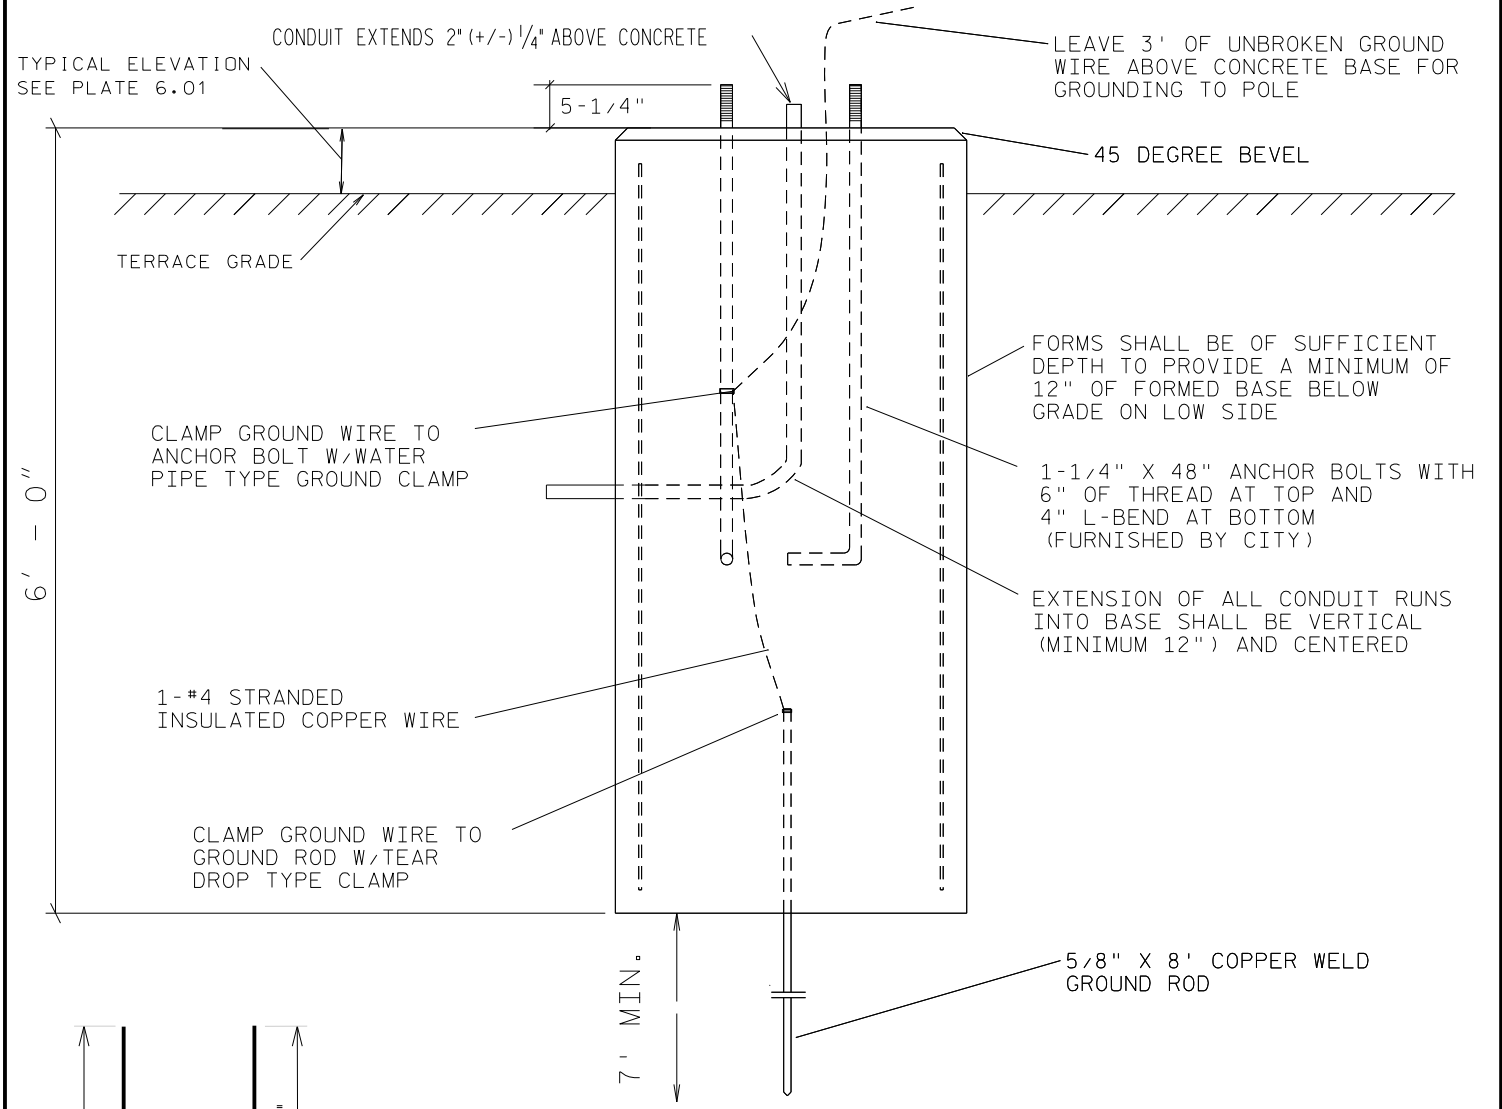 CONDUIT EXTENDS 2" (+/-) 1/4" ABOVE CONCRETE
TYPICAL ELEVATION
SEE PLATE 6.01
5-1/4"
LEAVE 3' OF UNBROKEN GROUND
WIRE ABOVE CONCRETE BASE FOR
GROUNDING TO POLE
45 DEGREE BEVEL
TERRACE GRADE
FORMS SHALL BE OF SUFFICIENT
DEPTH TO PROVIDE A MINIMUM OF
12" OF FORMED BASE BELOW
GRADE ON LOW SIDE
CLAMP GROUND WIRE TO
ANCHOR BOLT W/WATER
PIPE TYPE GROUND CLAMP
1-1/4" X 48" ANCHOR BOLTS WITH
6" OF THREAD AT TOP AND
4" L-BEND AT BOTTOM
(FURNISHED BY CITY)
6' - 0"
EXTENSION OF ALL CONDUIT RUNS
INTO BASE SHALL BE VERTICAL
(MINIMUM 12") AND CENTERED
1-#4 STRANDED
INSULATED COPPER WIRE
CLAMP GROUND WIRE TO
GROUND ROD W/TEAR
DROP TYPE CLAMP
7' MIN.
5/8" X 8' COPPER WELD
GROUND ROD